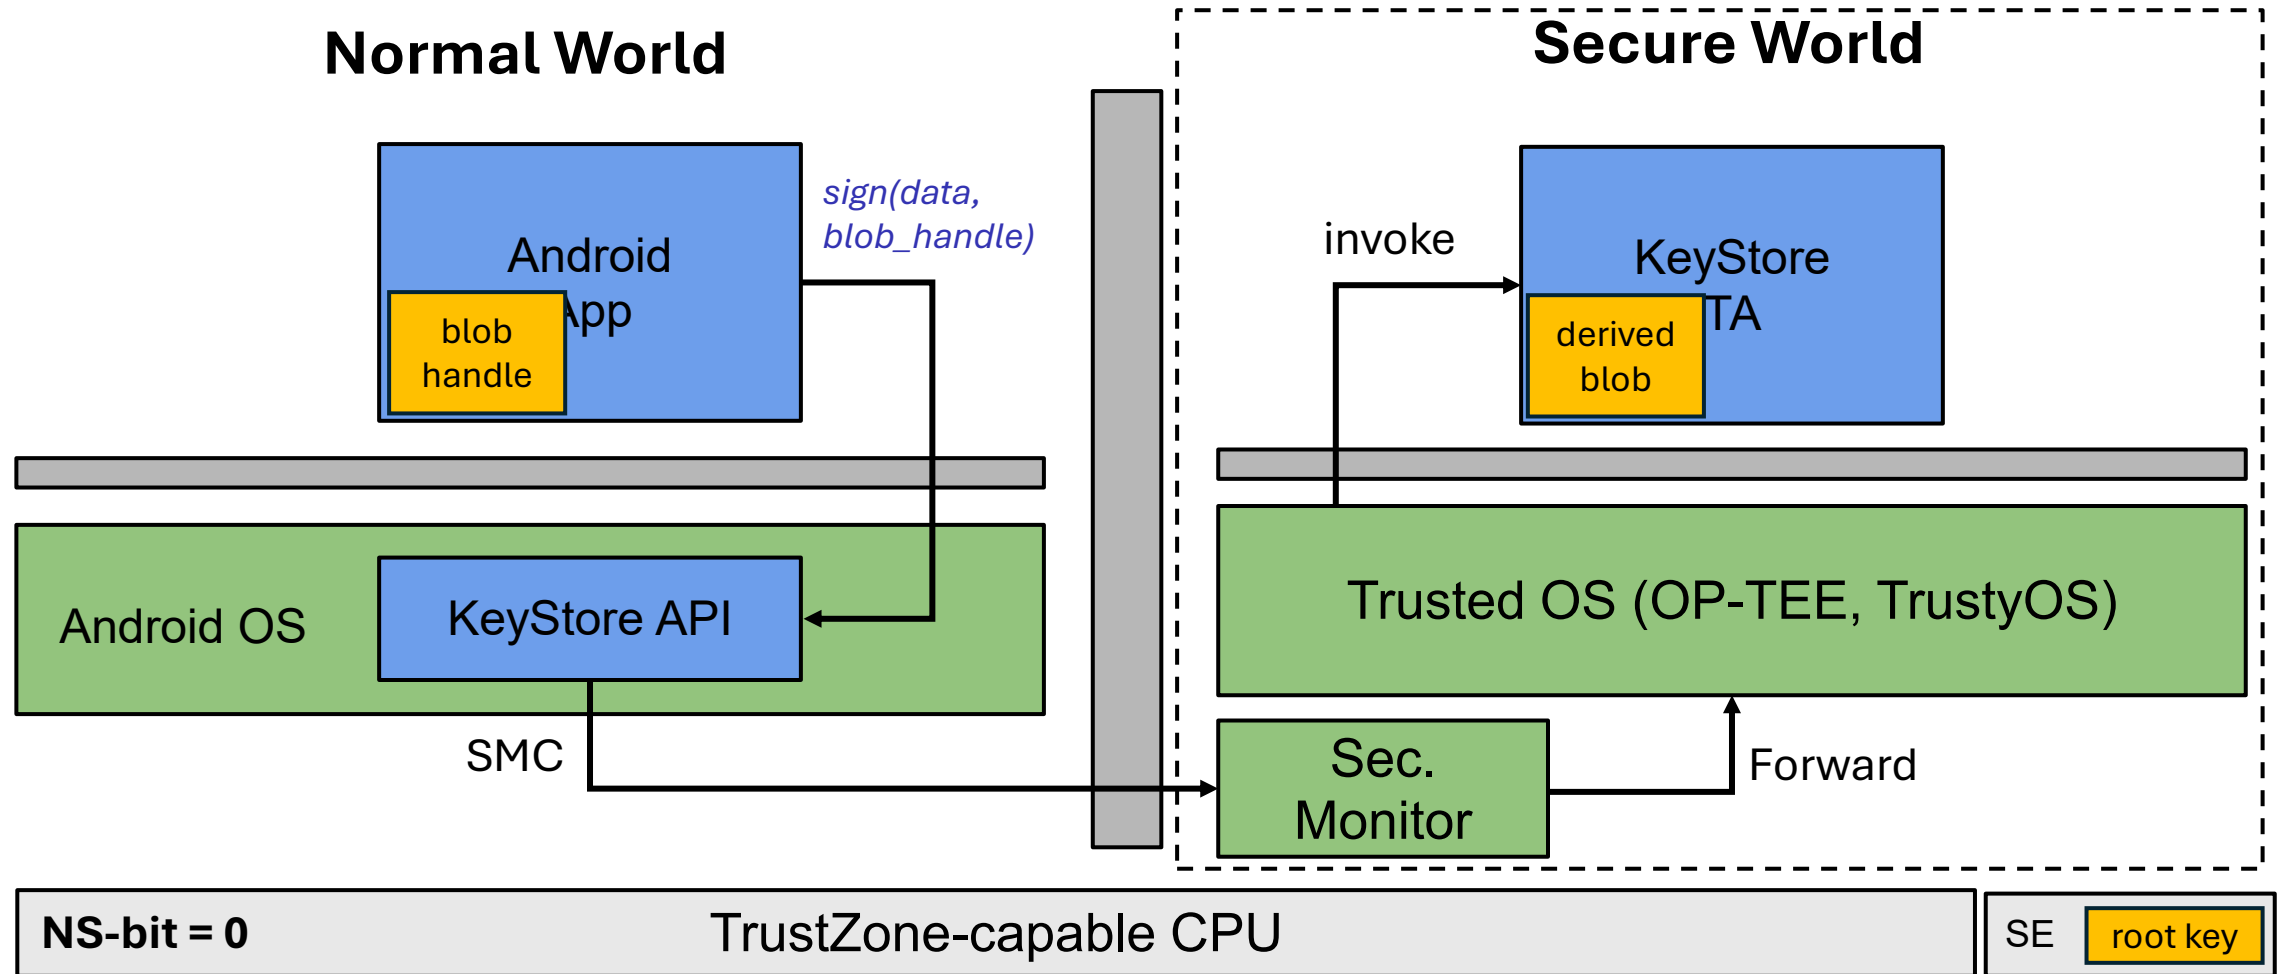 Normal World
Secure World
Android
App
blob
handle
sign(data,
blob_handle)
invoke
KeyStore
TA
derived
blob
Android OS
KeyStore API
Trusted OS (OP-TEE, TrustyOS)
SMC
Sec.
Monitor
Forward
NS-bit = 0
TrustZone-capable CPU
SE
root key